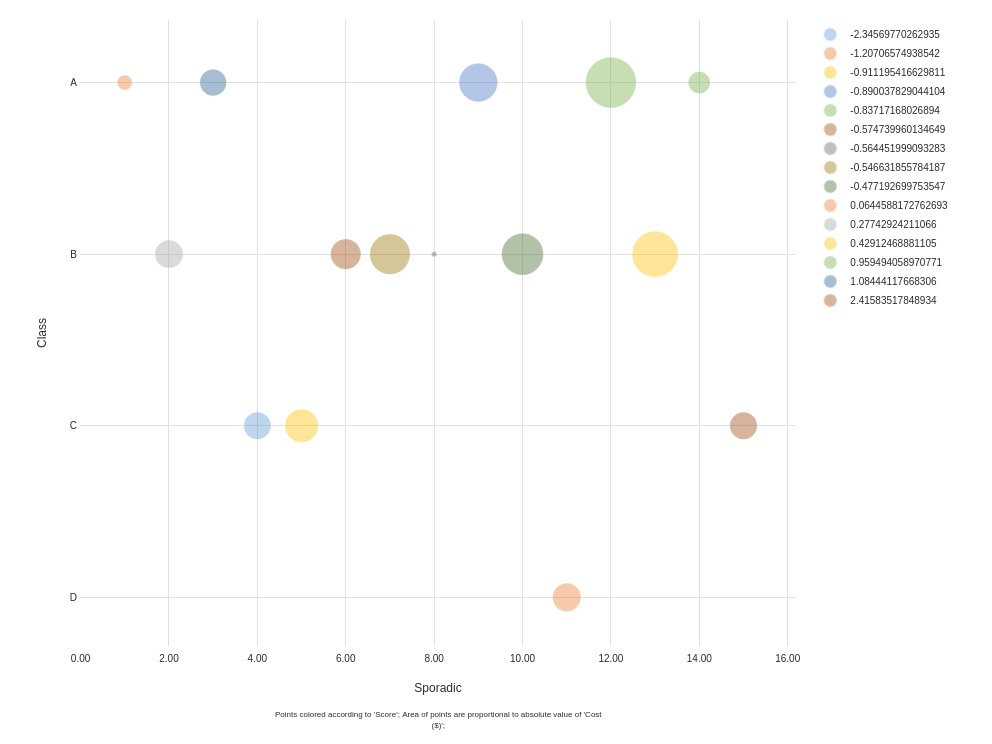 -2.34569770262935
-1.20706574938542
-0.911195416629811
-0.890037829044104
-0.83717168026894
-0.574739960134649
-0.564451999093283
-0.546631855784187
-0.477192699753547
0.0644588172762693
0.27742924211066
0.42912468881105
0.959494058970771
1.08444117668306
2.41583517848934
A
B
C
D
Class
0.00 2.00 4.00 6.00 8.00 10.00 12.00 14.00 16.00
Sporadic
Points colored according to 'Score'; Area of points are proportional to absolute value of 'Cost
($)';